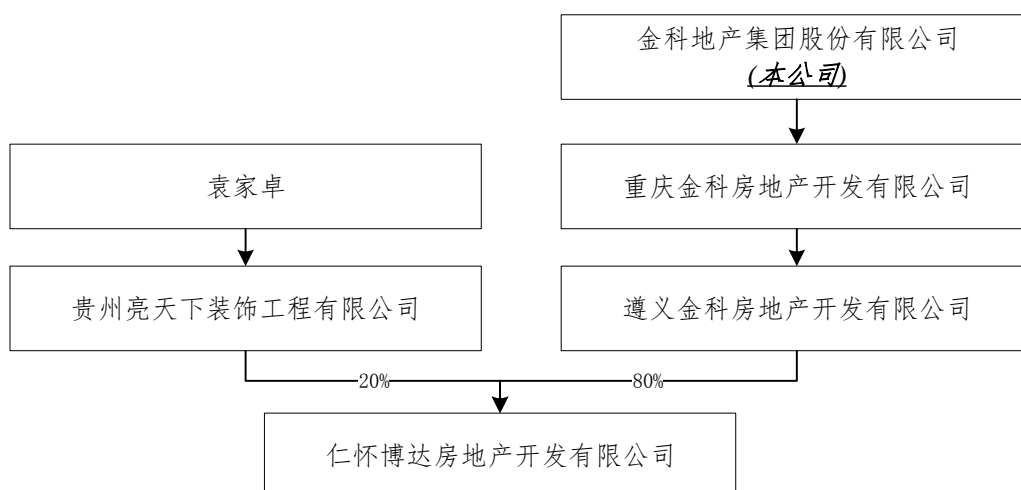 金科地产集团股份有限公司
(本公司)
袁家卓
重庆金科房地产开发有限公司
贵州亮天下装饰工程有限公司
遵义金科房地产开发有限公司
20%
80%
仁怀博达房地产开发有限公司